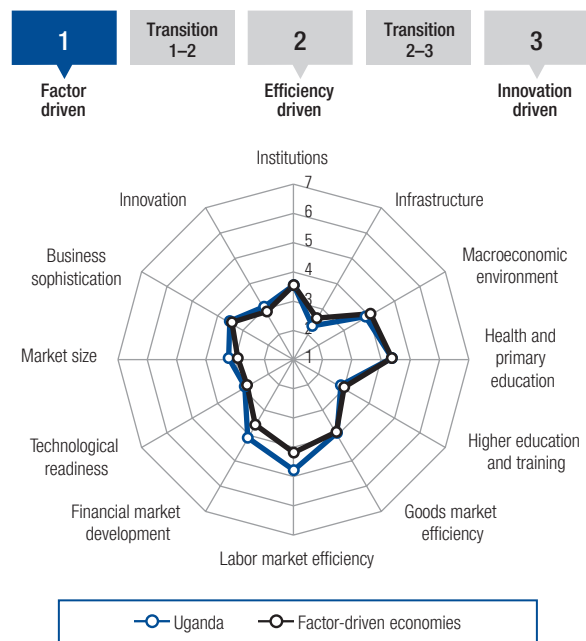 1
Transition
1–2
2
Transition
2–3
3
Factor
driven
Efficiency
driven
Innovation
driven
Institutions
Infrastructure
Macroeconomic
environment
Health and
primary
education
Higher education
and training
Goods market
efficiency
Labor market efficiency
Financial market
development
Technological
readiness
Market size
Business
sophistication
Innovation
7
6
5
4
3
2
1
Uganda
Factor-driven economies